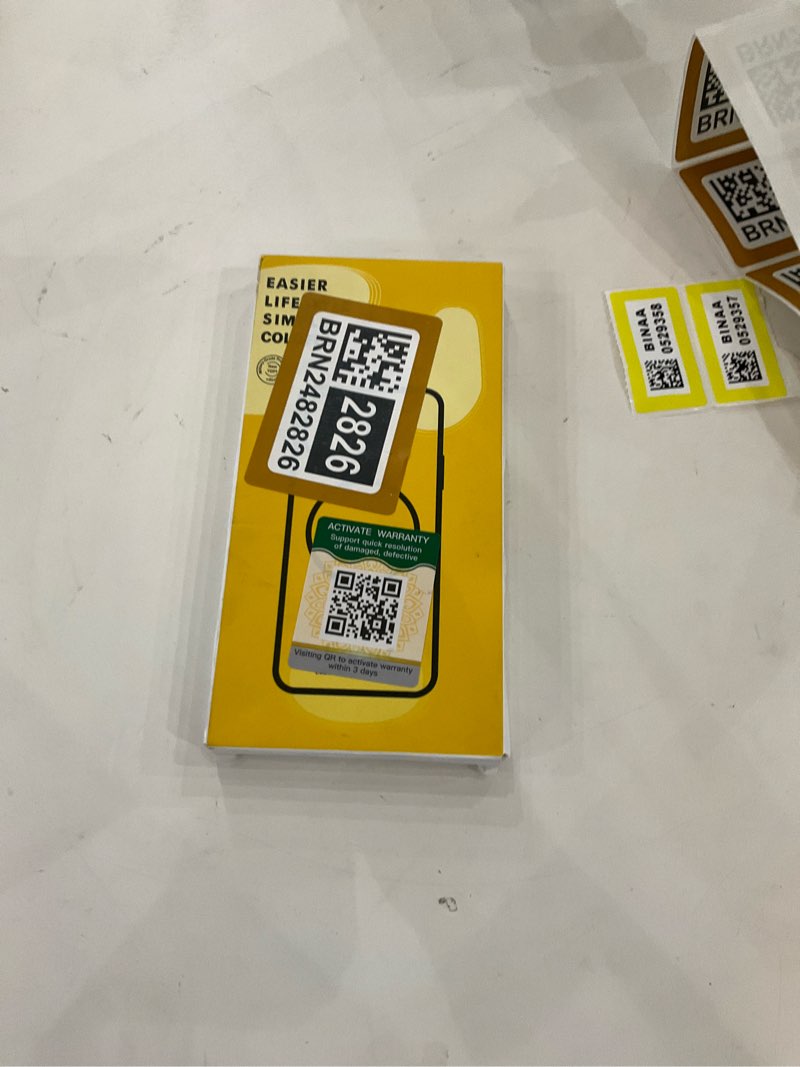 EASIER
LIFE
SIM
COL
BRN2482826
2826
ACTIVATE WARRANTY
Support quick resolution
of damaged, defective
Visiting QR to activate warranty
within 3 days
BRN
BRN
BINAA
0529358
BINAA
0529357